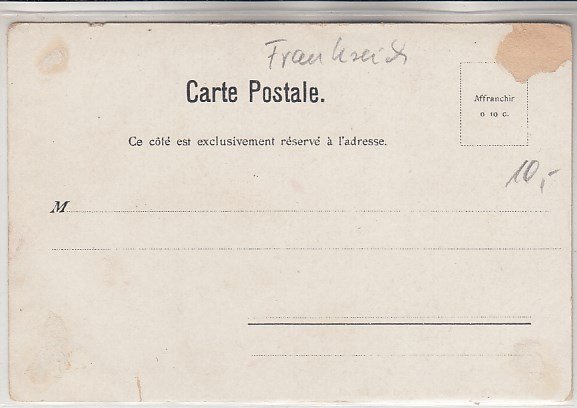 Frankreich
Carte Postale.
Affranchir
0 10 c.
Ce côté est exclusivement réservé à l'adresse.
10,-
M